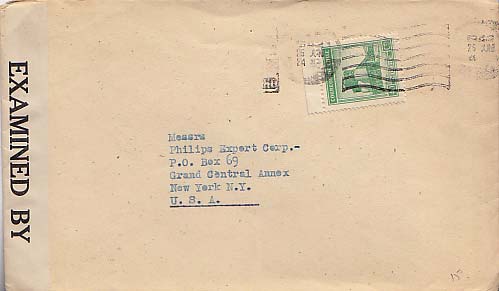 EXAMINED BY
Messrs
Philips Export Corp.-
P.O. Box 69
Grand Central Annex
New York N.Y.
U. S. A.